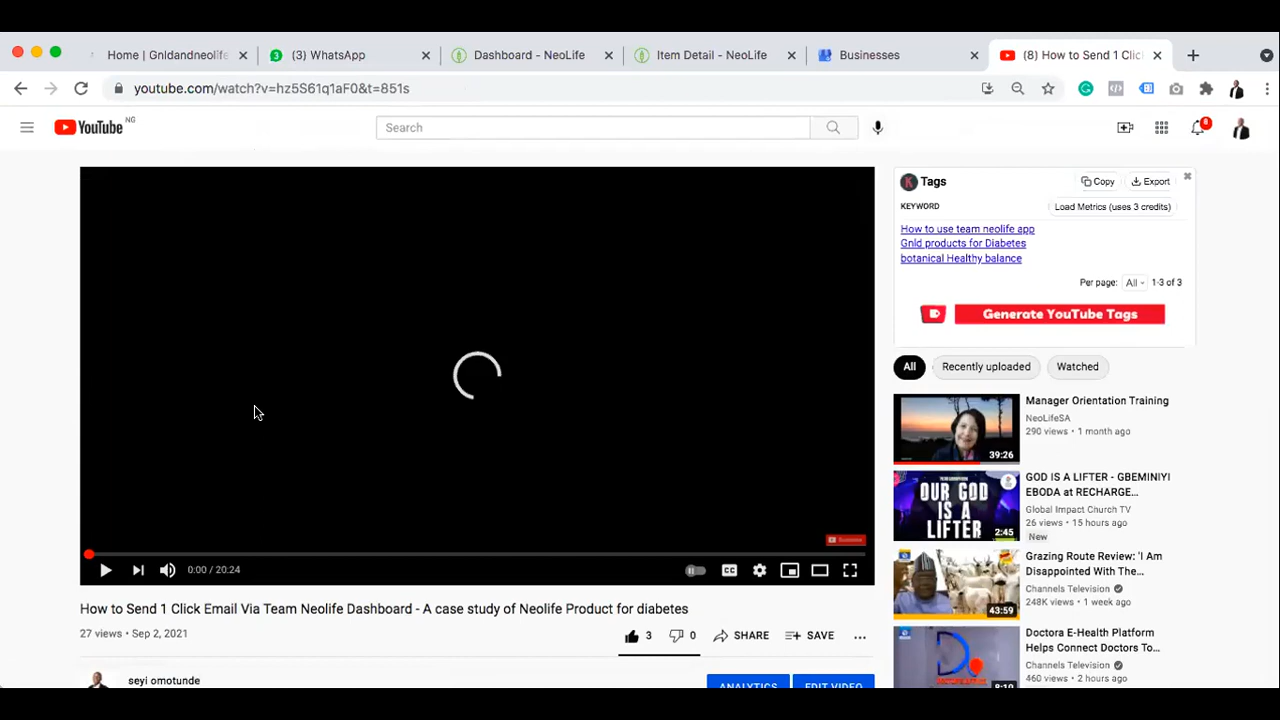 Home | Gnldandneolife
(3) WhatsApp
Dashboard - NeoLife
Item Detail - NeoLife
Businesses
(8) How to Send 1 Clic
youtube.com/watch?v=hz5S61q1aF0&t=851s
YouTube NG
Search
8
K Tags
Copy
Export
KEYWORD
Load Metrics (uses 3 credits)
How to use team neolife app
Gnld products for Diabetes
botanical Healthy balance
Per page: All
1-3 of 3
Generate YouTube Tags
All
Recently uploaded
Watched
Manager Orientation Training
NeoLifeSA
290 views • 1 month ago
39:26
GOD IS A LIFTER - GBEMINIYI
EBODA at RECHARGE...
Global Impact Church TV
26 views • 15 hours ago
New
OUR GOD
IS A
LIFTER
2:45
Grazing Route Review: 'I Am
Disappointed With The...
Channels Television
248K views • 1 week ago
43:59
Doctora E-Health Platform
Helps Connect Doctors To...
Channels Television
460 views • 2 hours ago
8:10
0:00 / 20:24
CC
How to Send 1 Click Email Via Team Neolife Dashboard - A case study of Neolife Product for diabetes
27 views • Sep 2, 2021
3
0
SHARE
SAVE
seyi omotunde
ANALYTICS
EDIT VIDEO